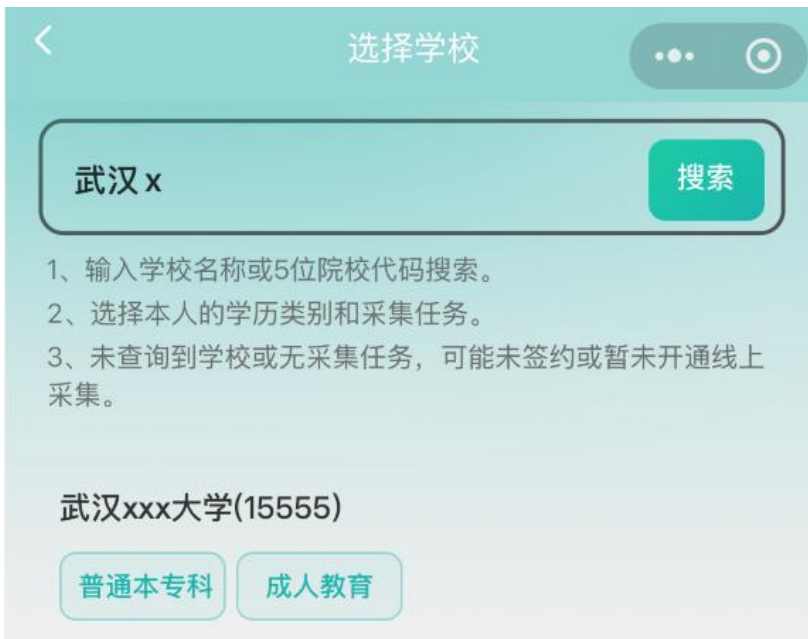 选择学校
武汉 x
搜索
1、输入学校名称或5位院校代码搜索。
2、选择本人的学历类别和采集任务。
3、未查询到学校或无采集任务，可能未签约或暂未开通线上
采集。
武汉xxx大学(15555)
普通本专科
成人教育